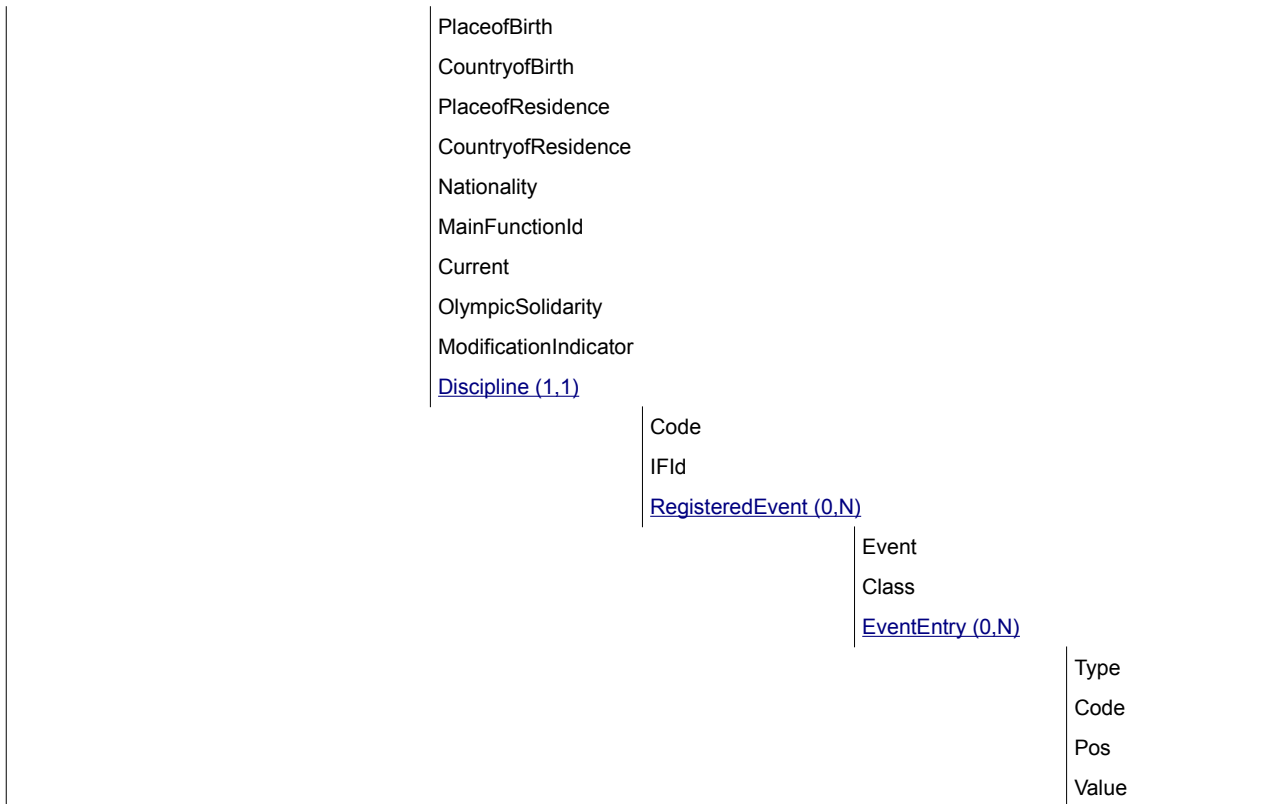 PlaceofBirth
CountryofBirth
PlaceofResidence
CountryofResidence
Nationality
MainFunctionId
Current
OlympicSolidarity
ModificationIndicator
Discipline (1,1)
Code
IFId
RegisteredEvent (0,N)
Event
Class
EventEntry (0,N)
Type
Code
Pos
Value